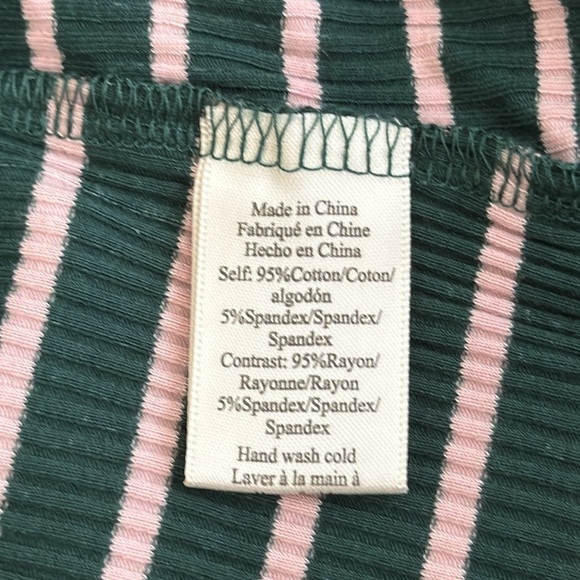 Made in China
Fabriqué en Chine
Hecho en China
Self: 95%Cotton/Coton/
algodón
5%Spandex/Spandex/
Spandex
Contrast: 95%Rayon/
Rayonne/Rayon
5%Spandex/Spandex/
Spandex
Hand wash cold
Laver à la main à